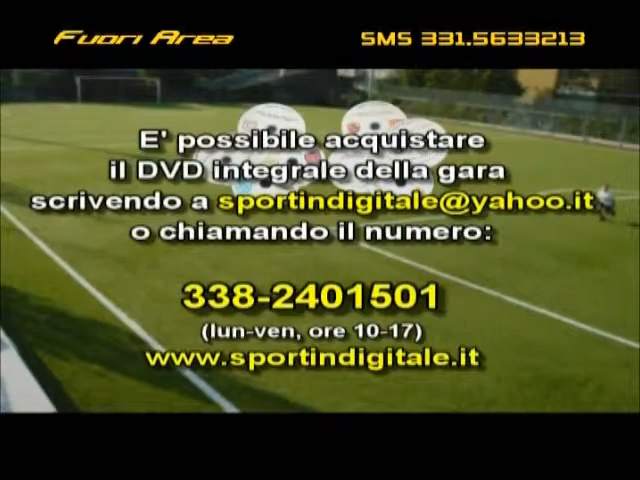 Fuori Area
SMS 331.5633213
E' possibile acquistare
il DVD integrale della gara
scrivendo a sportindigitale@yahoo.it
o chiamando il numero:
338-2401501
(lun-ven, ore 10-17)
www.sportindigitale.it